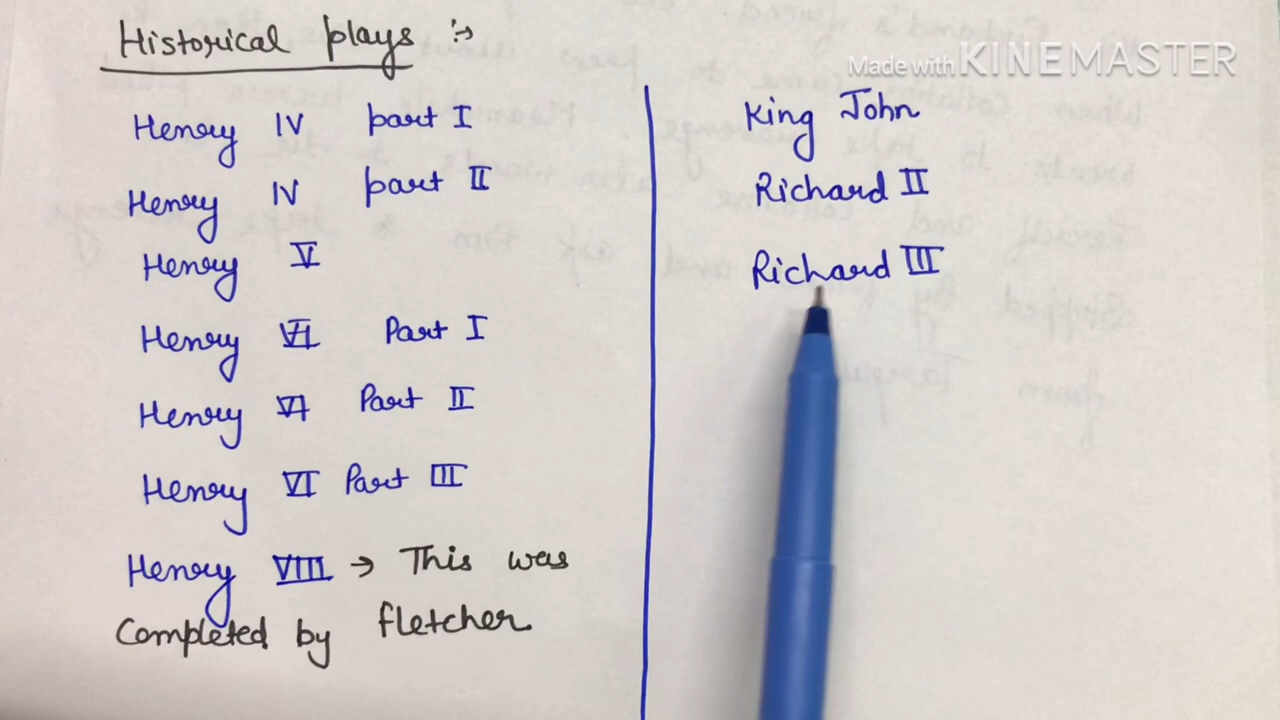 Historical plays :->
Made with KINEMASTER
Henry IV part I
Henry IV part II
Henry V
Henry VI Part I
Henry VI Part II
Henry VI Part III
Henry VIII → This was
Completed by fletcher
King John
Richard II
Richard III